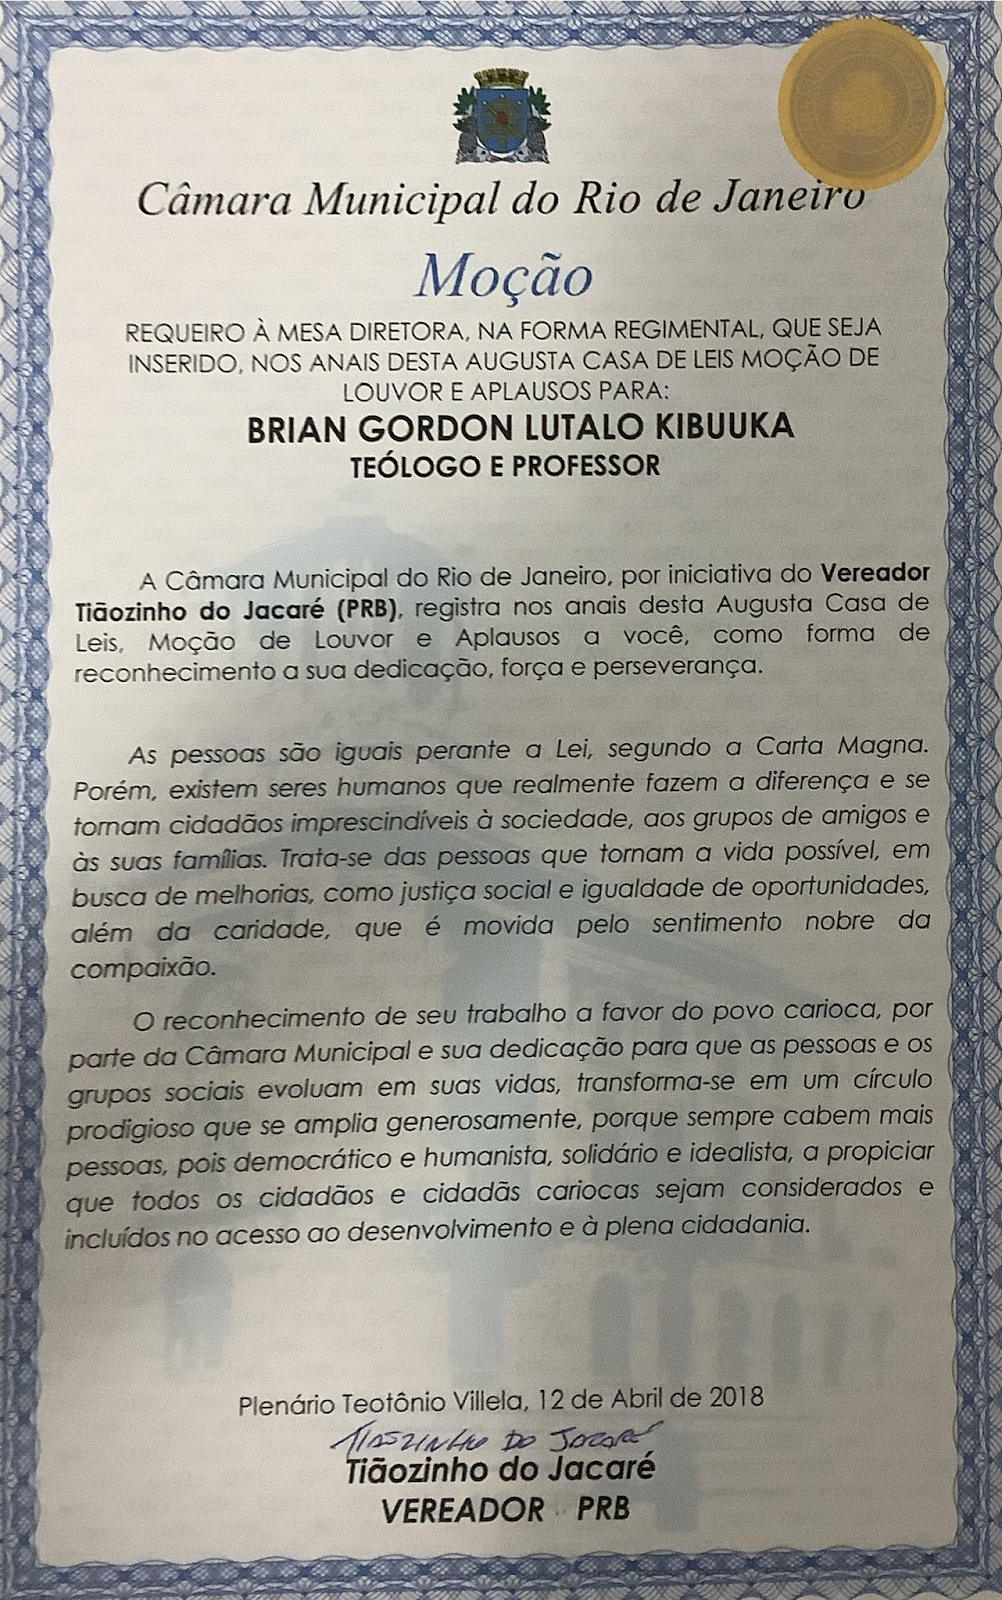 Câmara Municipal do Rio de Janeiro
Moção
REQUEIRO À MESA DIRETORA, NA FORMA REGIMENTAL, QUE SEJA
INSERIDO, NOS ANAIS DESTA AUGUSTA CASA DE LEIS MOÇÃO DE
LOUVOR E APLAUSOS PARA:
BRIAN GORDON LUTALO KIBUUKA
TEÓLOGO E PROFESSOR
A Câmara Municipal do Rio de Janeiro, por iniciativa do Vereador
Tiãozinho do Jacaré (PRB), registra nos anais desta Augusta Casa de
Leis, Moção de Louvor e Aplausos a você, como forma de
reconhecimento a sua dedicação, força e perseverança.
As pessoas são iguais perante a Lei, segundo a Carta Magna.
Porém, existem seres humanos que realmente fazem a diferença e se
tornam cidadãos imprescindíveis à sociedade, aos grupos de amigos e
às suas famílias. Trata-se das pessoas que tornam a vida possível, em
busca de melhorias, como justiça social e igualdade de oportunidades,
além da caridade, que é movida pelo sentimento nobre da
compaixão.
O reconhecimento de seu trabalho a favor do povo carioca, por
parte da Câmara Municipal e sua dedicação para que as pessoas e os
grupos sociais evoluam em suas vidas, transforma-se em um círculo
prodigioso que se amplia generosamente, porque sempre cabem mais
pessoas, pois democrático e humanista, solidário e idealista, a propiciar
que todos os cidadãos e cidadãs cariocas sejam considerados e
incluídos no acesso ao desenvolvimento e à plena cidadania.
Plenário Teotônio Villela, 12 de Abril de 2018
TIAOZINHO DO JACARÉ
Tiãozinho do Jacaré
VEREADOR - PRB